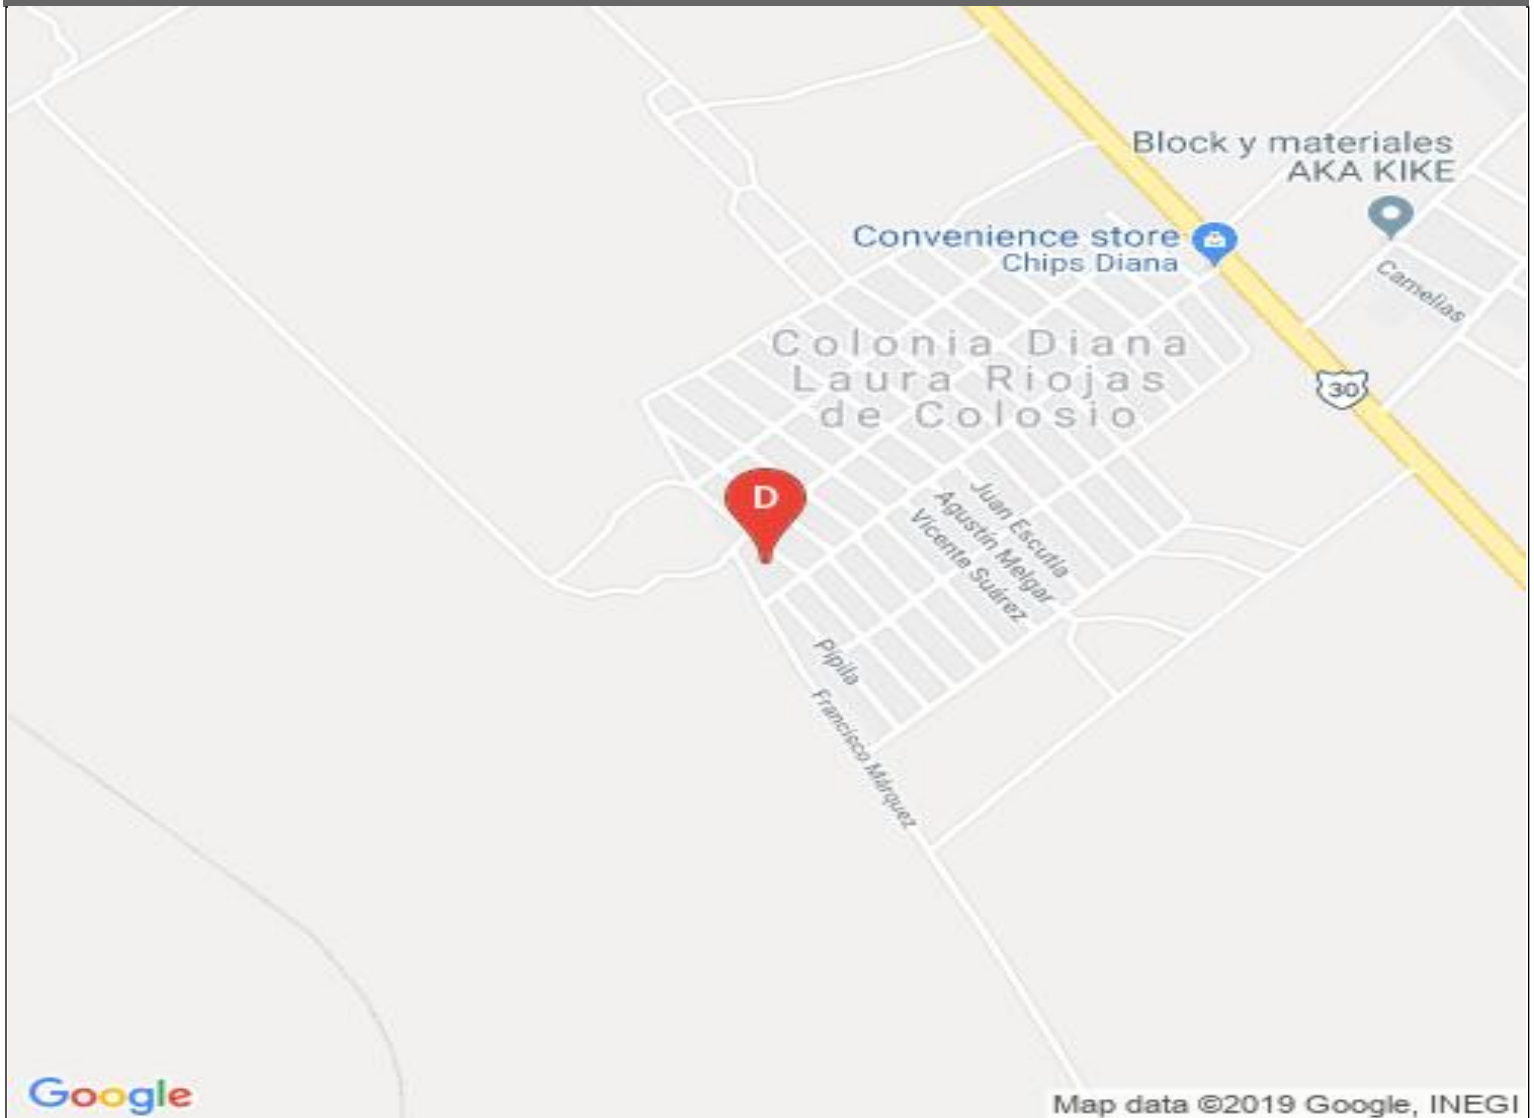 Block y materiales
AKA KIKE
Convenience store
Chips Diana
Camelias
Colonia Diana
Laura Riojas
de Colosio
30
D
Juan Escutia
Agustín Melgar
Vicente Suárez
Pípila
Francisco Márquez
Google
Map data ©2019 Google, INEGI